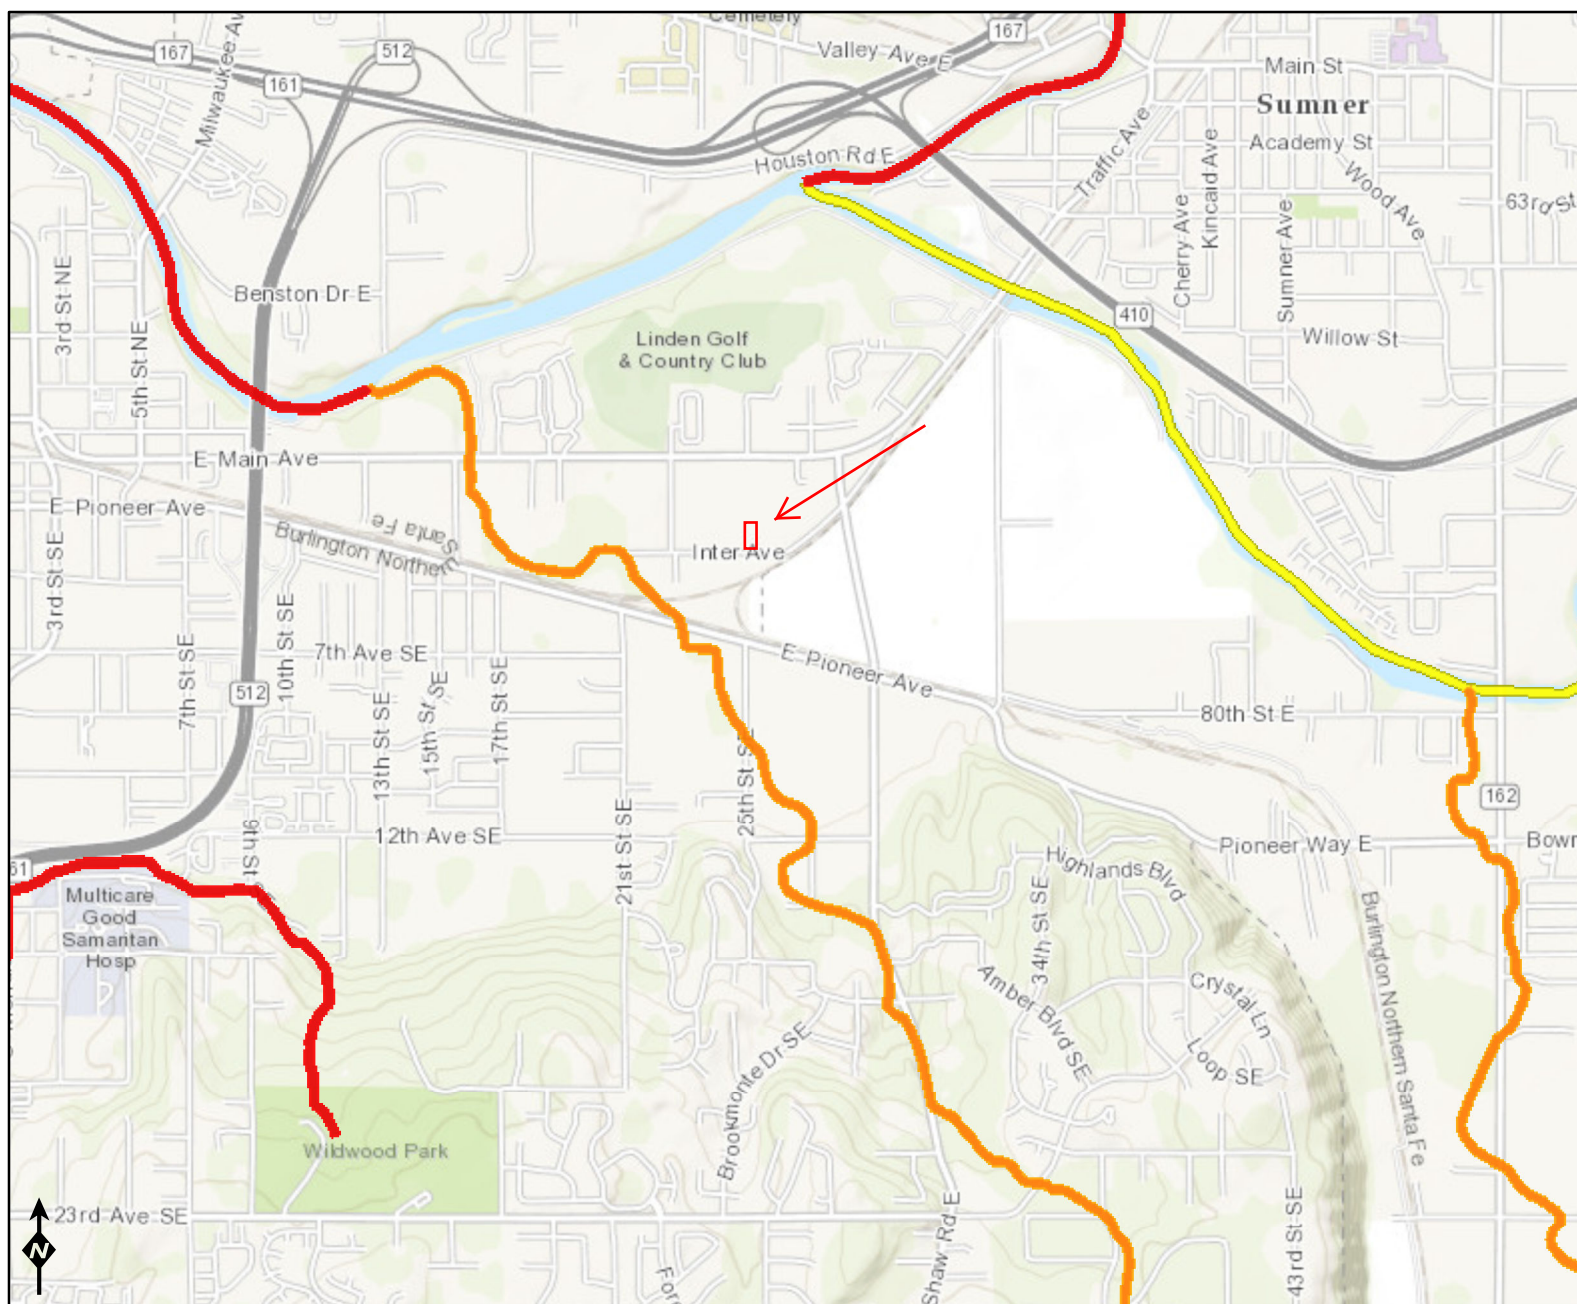 Cemetery
167
512
167
Valley Ave E
Main St
161
Milwaukee Av
Sumner
Academy St
Houston Rd E
Traffic Ave
Kincaid Ave
Wood Ave
63rd St
Cherry Ave
Sumner Ave
3rd St NE
Benston Dr E
410
5th St NE
Linden Golf
& Country Club
Willow St
E Main Ave
E Pioneer Ave
Santa Fe
Burlington Northern
Inter Ave
3rd St SE
10th St SE
7th St SE
7th Ave SE
E Pioneer Ave
512
13th St SE
15th St SE
17th St SE
80th St E
25th St SE
162
21st St SE
12th Ave SE
Pioneer Way E
Bowr
9th St
61
Highlands Blvd
Multicare
Good
Samaritan
Hosp
34th St SE
Burlington Northern Santa Fe
Amber Blvd SE
Crystal Ln
Loop SE
Brookmonte Dr SE
Wildwood Park
23rd Ave SE
N
Shaw Rd E
43rd St SE